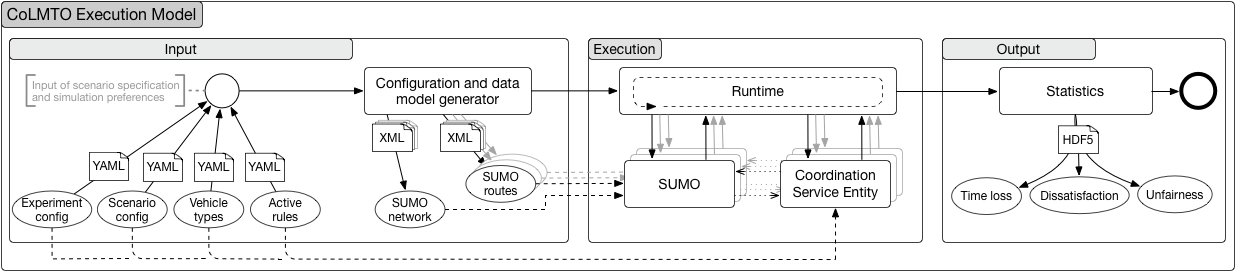 CoLMTO Execution Model
Input
Execution
Output
Input of scenario specification
and simulation preferences
Configuration and data
model generator
Runtime
Statistics
XML
XML
HDF5
YAML
YAML
YAML
YAML
SUMO
routes
SUMO
Coordination
Service Entity
Experiment
config
Scenario
config
Vehicle
types
Active
rules
SUMO
network
Time loss
Dissatisfaction
Unfairness